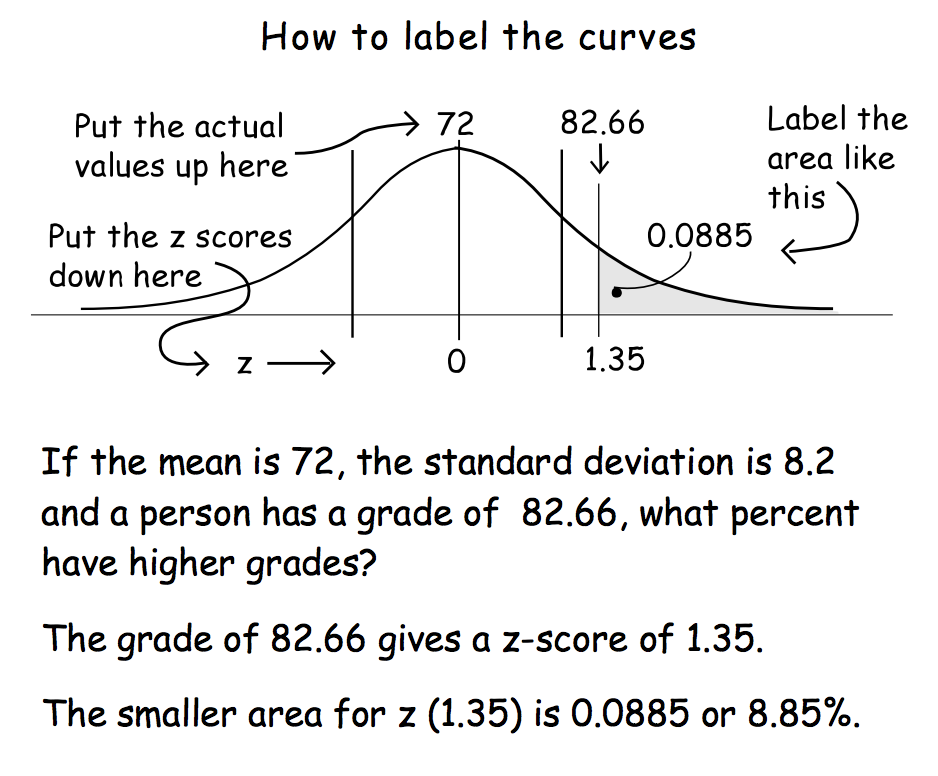 How to label the curves
Put the actual
values up here
72
82.66
Label the
area like
this
Put the z scores
down here
0.0885
z
0
1.35
If the mean is 72, the standard deviation is 8.2
and a person has a grade of 82.66, what percent
have higher grades?
The grade of 82.66 gives a z-score of 1.35.
The smaller area for z (1.35) is 0.0885 or 8.85%.